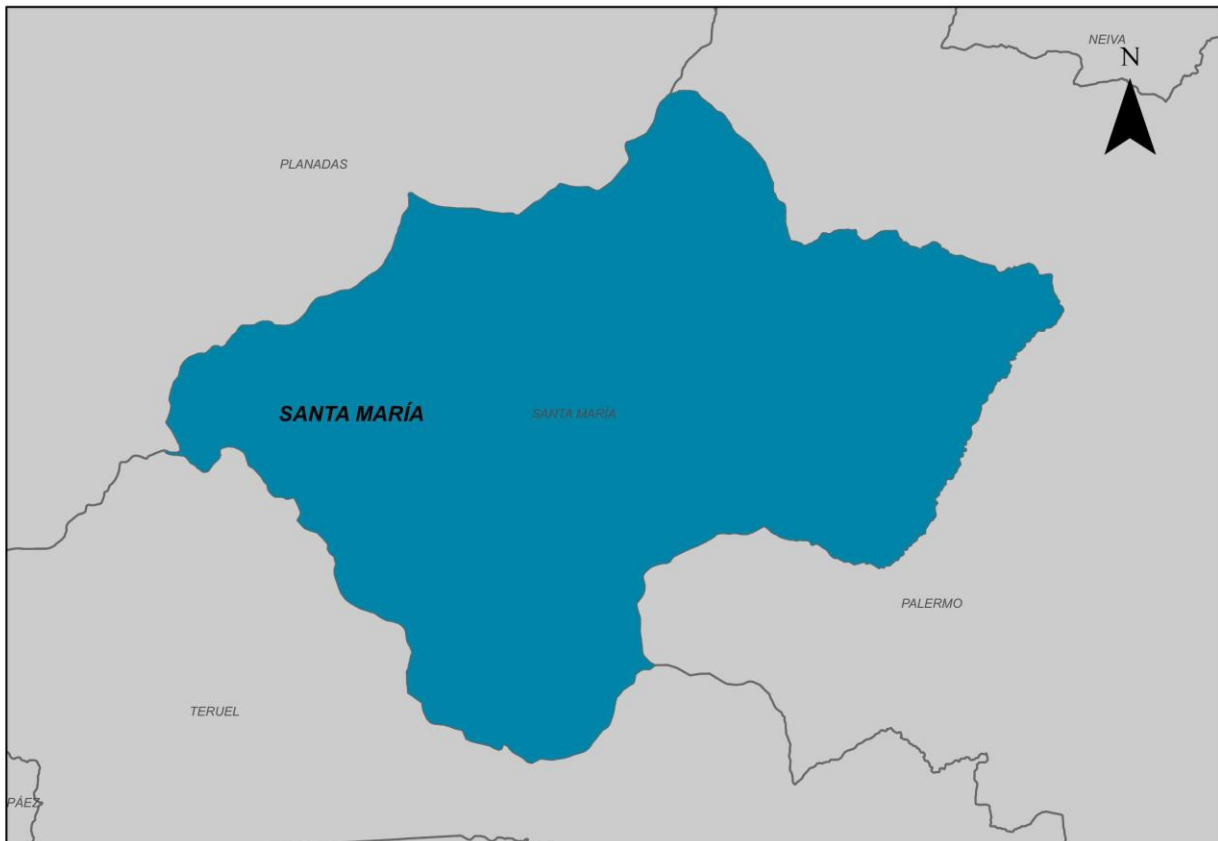 NEIVA
N
PLANADAS
SANTA MARÍA
SANTA MARÍA
PALERMO
TERUEL
PÁEZ